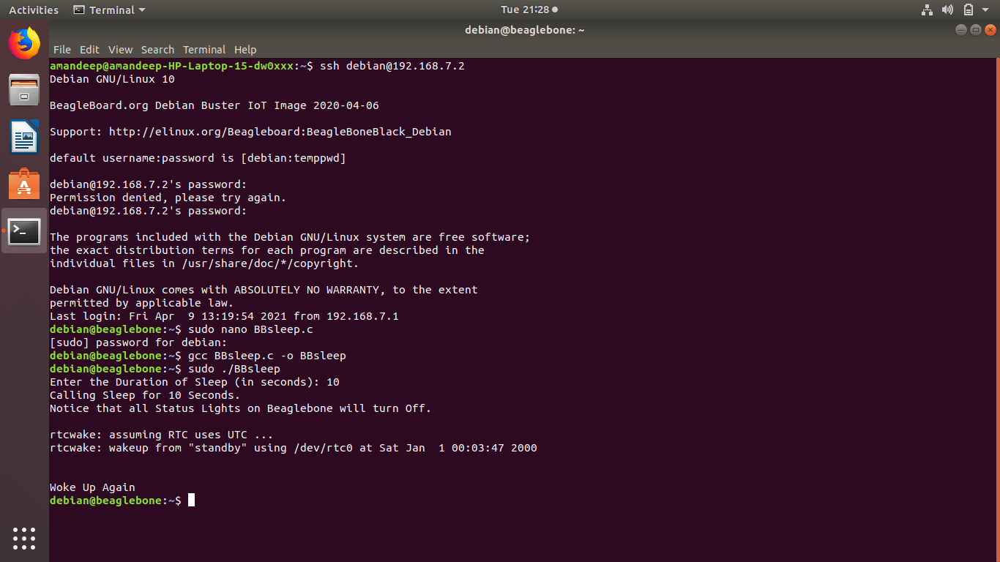 Activities Terminal Tue 21:28
debian@beaglebone: ~
File Edit View Search Terminal Help
amandeep@amandeep-HP-Laptop-15-dw0xxx:~$ ssh debian@192.168.7.2
Debian GNU/Linux 10
BeagleBoard.org Debian Buster IoT Image 2020-04-06
Support: http://elinux.org/Beagleboard:BeagleBoneBlack_Debian
default username:password is [debian:temppwd]
debian@192.168.7.2's password:
Permission denied, please try again.
debian@192.168.7.2's password:
The programs included with the Debian GNU/Linux system are free software;
the exact distribution terms for each program are described in the
individual files in /usr/share/doc/*/copyright.
Debian GNU/Linux comes with ABSOLUTELY NO WARRANTY, to the extent
permitted by applicable law.
Last login: Fri Apr  9 13:19:54 2021 from 192.168.7.1
debian@beaglebone:~$ sudo nano BBsleep.c
[sudo] password for debian:
debian@beaglebone:~$ gcc BBsleep.c -o BBsleep
debian@beaglebone:~$ sudo ./BBsleep
Enter the Duration of Sleep (in seconds): 10
Calling Sleep for 10 Seconds.
Notice that all Status Lights on Beaglebone will turn Off.
rtcwake: assuming RTC uses UTC ...
rtcwake: wakeup from "standby" using /dev/rtc0 at Sat Jan  1 00:03:47 2000
Woke Up Again
debian@beaglebone:~$